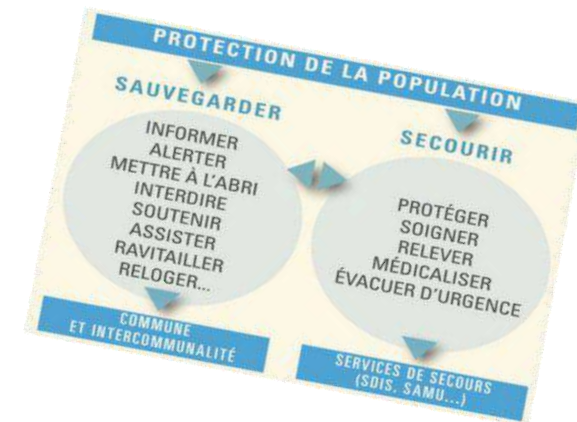 PROTECTION DE LA POPULATION
SAUVEGARDER
INFORMER
ALERTER
METTRE À L'ABRI
INTERDIRE
SOUTENIR
ASSISTER
RAVITAILLER
RELOGER...
COMMUNE
ET INTERCOMMUNALITÉ
SECOURIR
PROTÉGER
SOIGNER
RELEVER
MÉDICALISER
ÉVACUER D'URGENCE
SERVICES DE SECOURS
(SDIS, SAMU...)